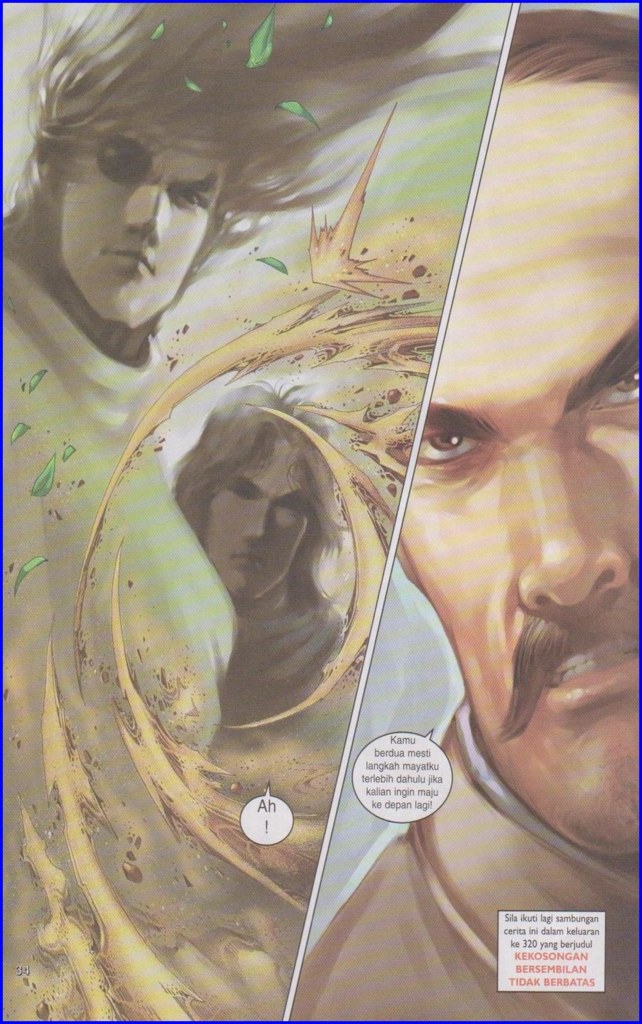 Ah
!
Kamu
berdua mesti
langkah mayatku
terlebih dahulu jika
kalian ingin maju
ke depan lagi!
Sila ikuti lagi sambungan
cerita ini dalam keluaran
ke 320 yang berjudul
KEKOSONGAN
BERSEMBILAN
TIDAK BERBATAS
34